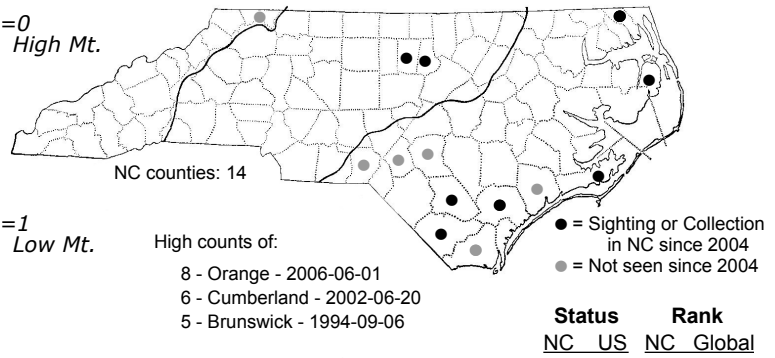 =0
High Mt.
NC counties: 14
=1
Low Mt.
High counts of:
8 - Orange - 2006-06-01
6 - Cumberland - 2002-06-20
5 - Brunswick - 1994-09-06
● = Sighting or Collection
in NC since 2004
● = Not seen since 2004
Status Rank
NC US NC Global